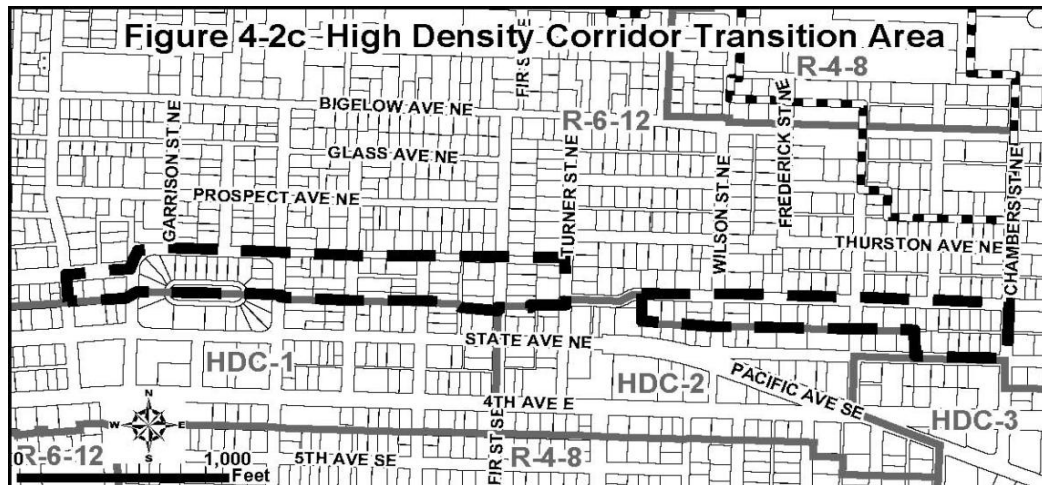 Figure 4-2c High Density Corridor Transition Area
FIR ST NE
R-4-8
GARRISON ST NE
BIGELOW AVE NE
R-6-12
GLASS AVE NE
TURNER ST NE
WILSON ST NE
FREDERICK ST NE
CHAMBERS ST NE
PROSPECT AVE NE
THURSTON AVE NE
STATE AVE NE
HDC-1
HDC-2
PACIFIC AVE SE
HDC-3
4TH AVE E
N
W E
S
FIR ST SE
R-6-12
5TH AVE SE
R-4-8
0 1,000
Feet